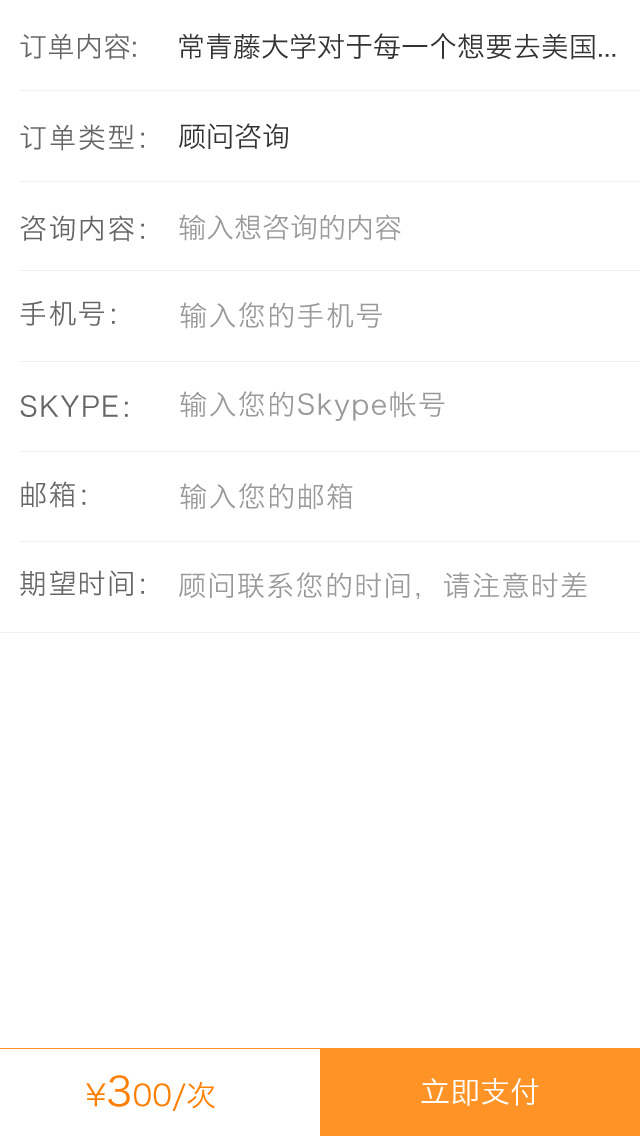 订单内容: 常青藤大学对于每一个想要去美国...
订单类型: 顾问咨询
咨询内容: 输入想咨询的内容
手机号: 输入您的手机号
SKYPE: 输入您的Skype帐号
邮箱: 输入您的邮箱
期望时间: 顾问联系您的时间，请注意时差
¥300/次 立即支付